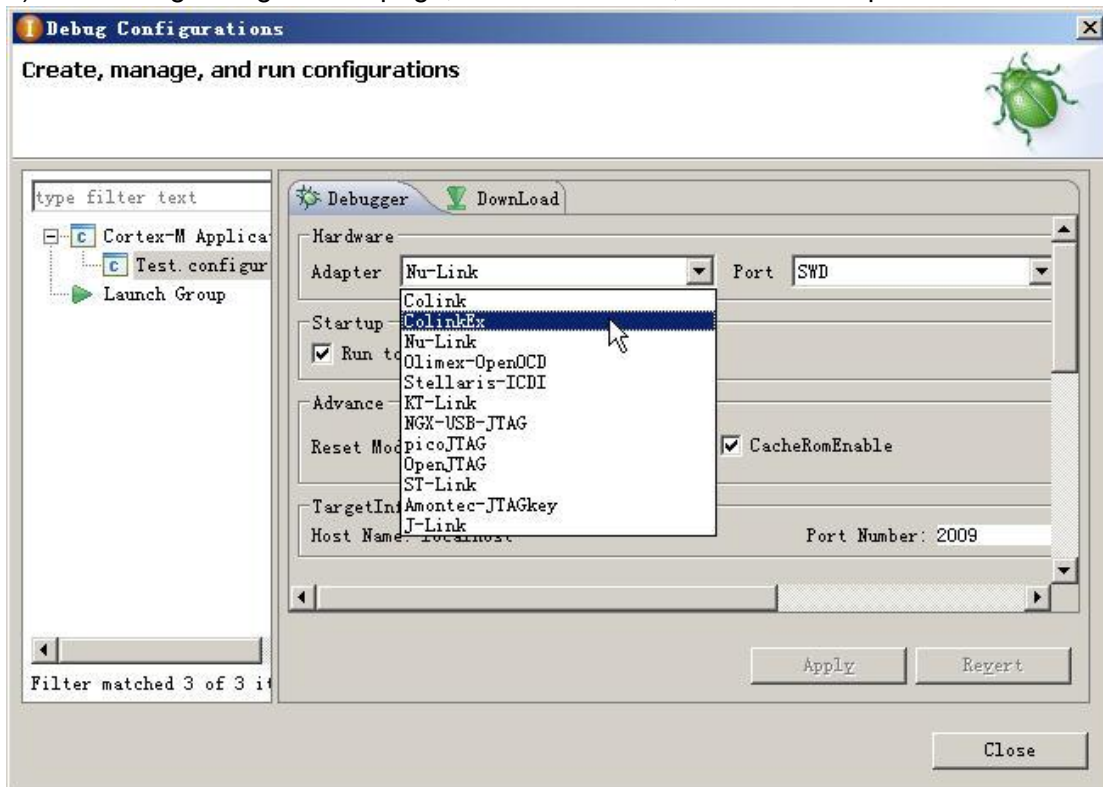 Debug Configurations
Create, manage, and run configurations
type filter text
Cortex-M Applica
Test.configur
Launch Group
Filter matched 3 of 3 it
Debugger
DownLoad
Hardware
Adapter
Nu-Link
Port
SWD
Colink
ColinkEx
Nu-Link
Olimex-OpenOCD
Stellaris-ICDI
KT-Link
NGX-USB-JTAG
picoJTAG
OpenJTAG
ST-Link
Amontec-JTAGkey
J-Link
Startup
Run to
Advance
Reset Mod
CacheRomEnable
TargetInf
Host Name: localhost
Port Number: 2009
Apply
Revert
Close